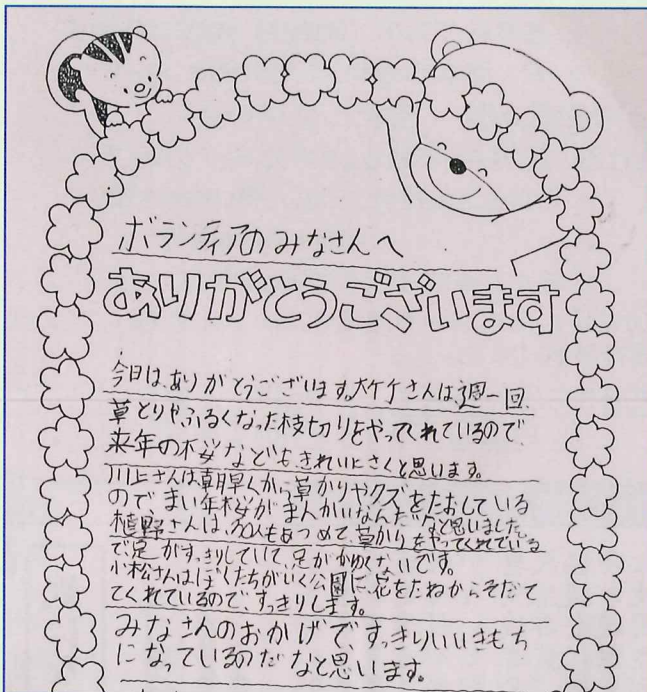 ボランティアのみなさんへ
ありがとうございます
今日はありがとうございます。大竹さんは週一回
草とりやふるくなった枝切りをやってくれているので
来年の桜などもきれいにさくと思います。
川上さんは朝早くから草かりやクズをたおしている
のでまい年桜がまんかいなんだなと思いました。
植野さんは、30人もあつめて、草かりをやってくれている
で足がすっきりしていて、足がかゆくないです。
小松さんはぼくたちがいく公園に、花をたねからそだて
てくれているので、すっきりします。
みなさんのおかげで、すっきりいいきもち
になっているのだなと思います。